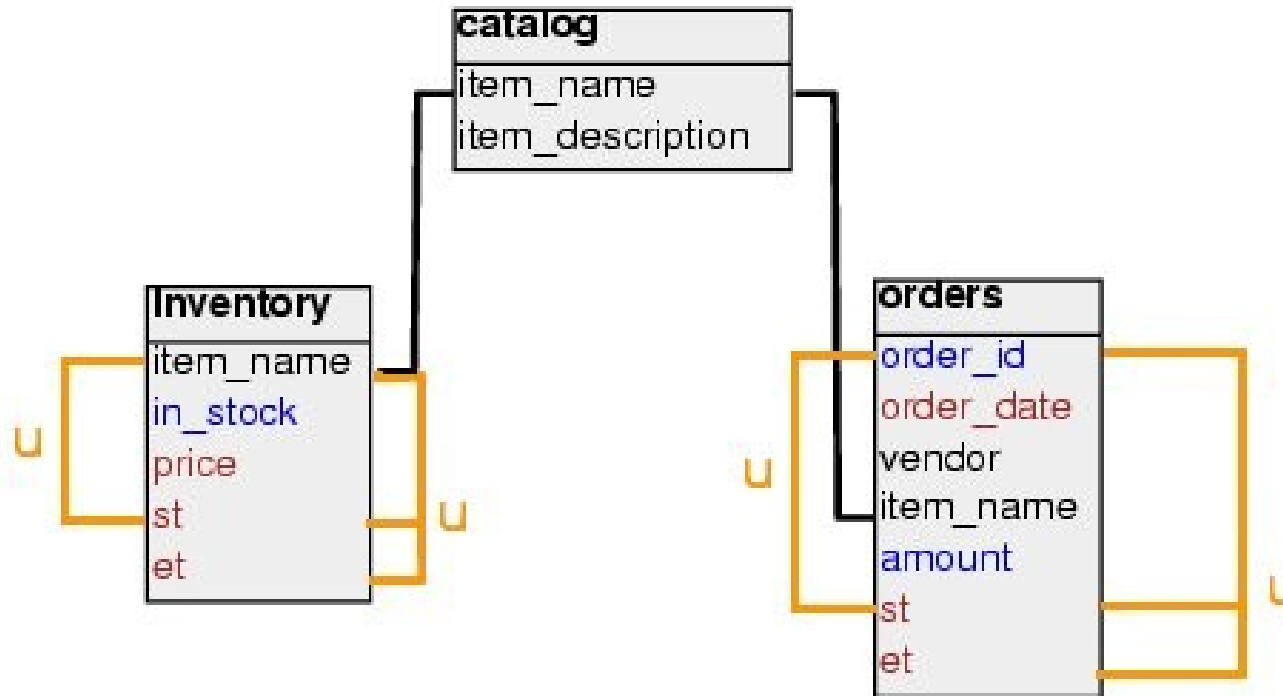 catalog
item_name
item_description
Inventory
item_name
in_stock
price
st
et
u
u
orders
order_id
order_date
vendor
item_name
amount
st
et
u
u